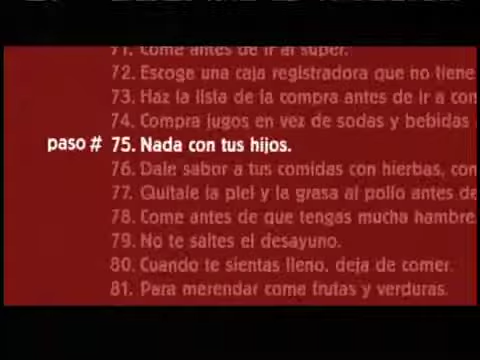 71. Come antes de ir al súper.
72. Escoge una caja registradora que no tiene
73. Haz la lista de la compra antes de ir a com
74. Compra jugos en vez de sodas y bebidas
paso # 75. Nada con tus hijos.
76. Dale sabor a tus comidas con hierbas, con
77. Quítale la piel y la grasa al pollo antes de
78. Come antes de que tengas mucha hambre.
79. No te saltes el desayuno.
80. Cuando te sientas lleno, deja de comer.
81. Para merendar come frutas y verduras.